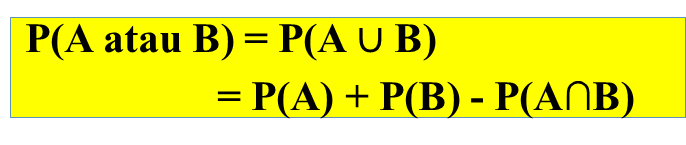 P(A atau B) = P(A ∪ B)
= P(A) + P(B) - P(A∩B)